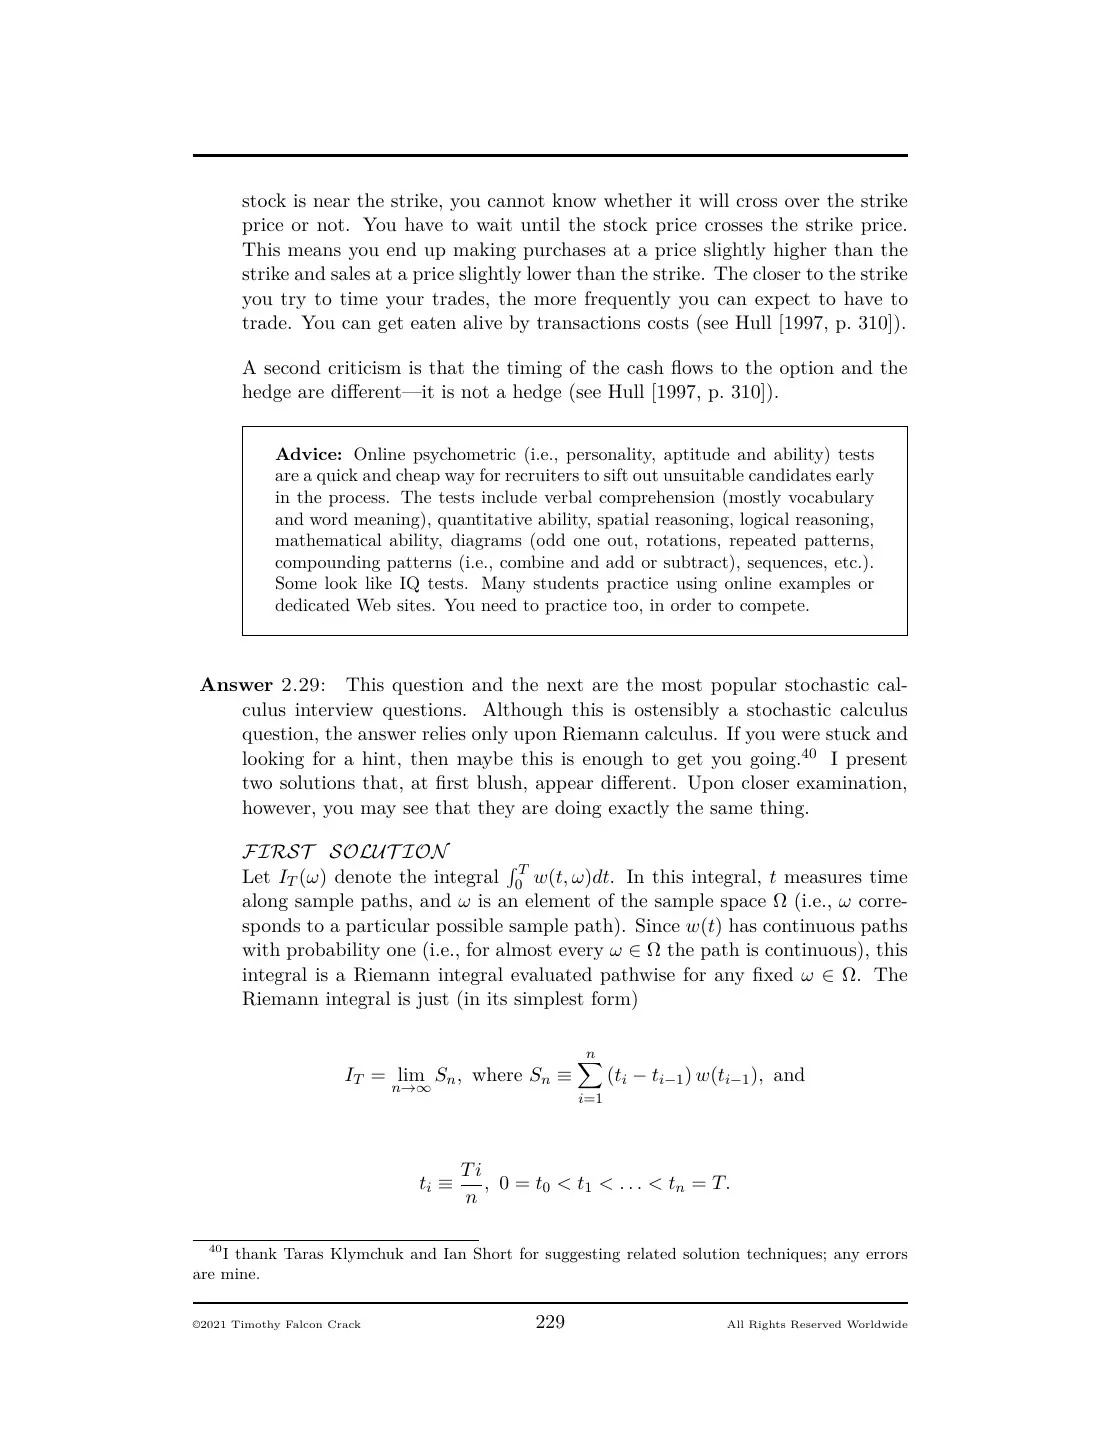 stock is near the strike, you cannot know whether it will cross over the strike
price or not. You have to wait until the stock price crosses the strike price.
This means you end up making purchases at a price slightly higher than the
strike and sales at a price slightly lower than the strike. The closer to the strike
you try to time your trades, the more frequently you can expect to have to
trade. You can get eaten alive by transactions costs (see Hull [1997, p. 310]).
A second criticism is that the timing of the cash flows to the option and the
hedge are different—it is not a hedge (see Hull [1997, p. 310]).
Advice: Online psychometric (i.e., personality, aptitude and ability) tests
are a quick and cheap way for recruiters to sift out unsuitable candidates early
in the process. The tests include verbal comprehension (mostly vocabulary
and word meaning), quantitative ability, spatial reasoning, logical reasoning,
mathematical ability, diagrams (odd one out, rotations, repeated patterns,
compounding patterns (i.e., combine and add or subtract), sequences, etc.).
Some look like IQ tests. Many students practice using online examples or
dedicated Web sites. You need to practice too, in order to compete.
Answer 2.29: This question and the next are the most popular stochastic cal-
culus interview questions. Although this is ostensibly a stochastic calculus
question, the answer relies only upon Riemann calculus. If you were stuck and
looking for a hint, then maybe this is enough to get you going.⁴⁰ I present
two solutions that, at first blush, appear different. Upon closer examination,
however, you may see that they are doing exactly the same thing.
FIRST SOLUTION
Let I_T(ω) denote the integral ∫_0^T w(t, ω)dt. In this integral, t measures time
along sample paths, and ω is an element of the sample space Ω (i.e., ω corre-
sponds to a particular possible sample path). Since w(t) has continuous paths
with probability one (i.e., for almost every ω ∈ Ω the path is continuous), this
integral is a Riemann integral evaluated pathwise for any fixed ω ∈ Ω. The
Riemann integral is just (in its simplest form)
I_T = lim_{n→∞} S_n, where S_n ≡ ∑_{i=1}^{n} (t_i − t_{i−1}) w(t_{i−1}), and
t_i ≡ Ti/n, 0 = t_0 < t_1 < . . . < t_n = T.
⁴⁰I thank Taras Klymchuk and Ian Short for suggesting related solution techniques; any errors
are mine.
©2021 Timothy Falcon Crack 229 All Rights Reserved Worldwide